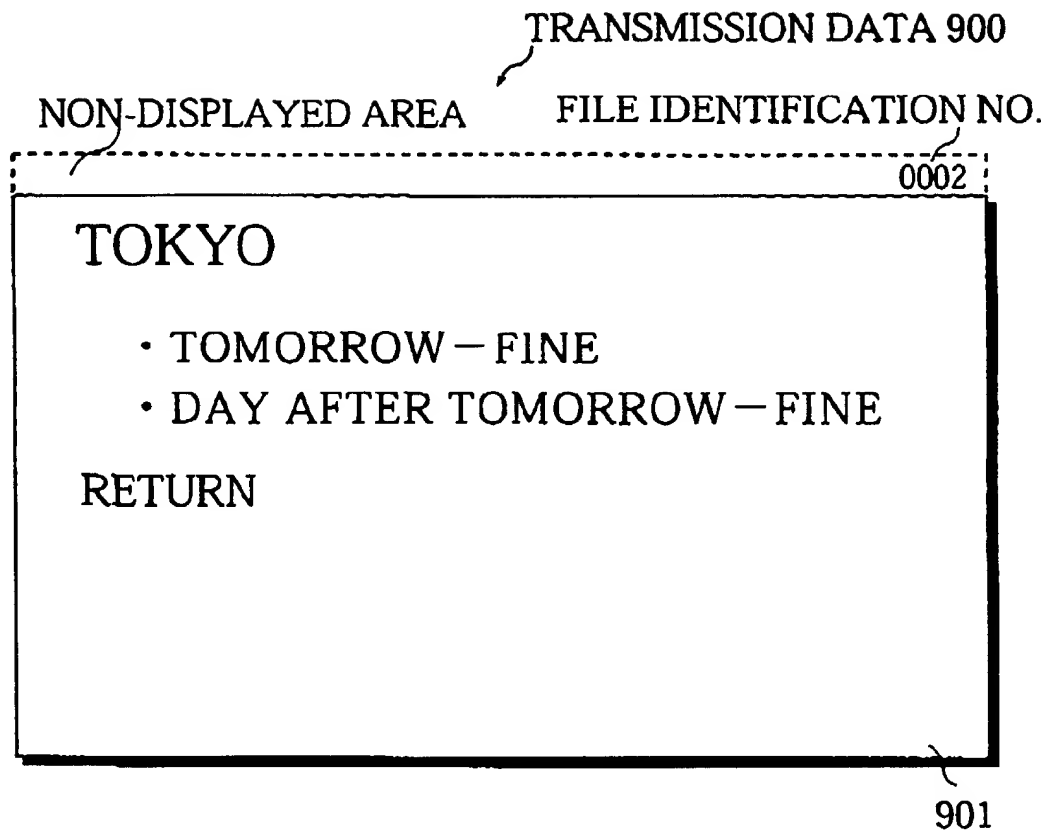 TRANSMISSION DATA 900
NON-DISPLAYED AREA
FILE IDENTIFICATION NO.
0002
TOKYO
・TOMORROW－FINE
・DAY AFTER TOMORROW－FINE
RETURN
901